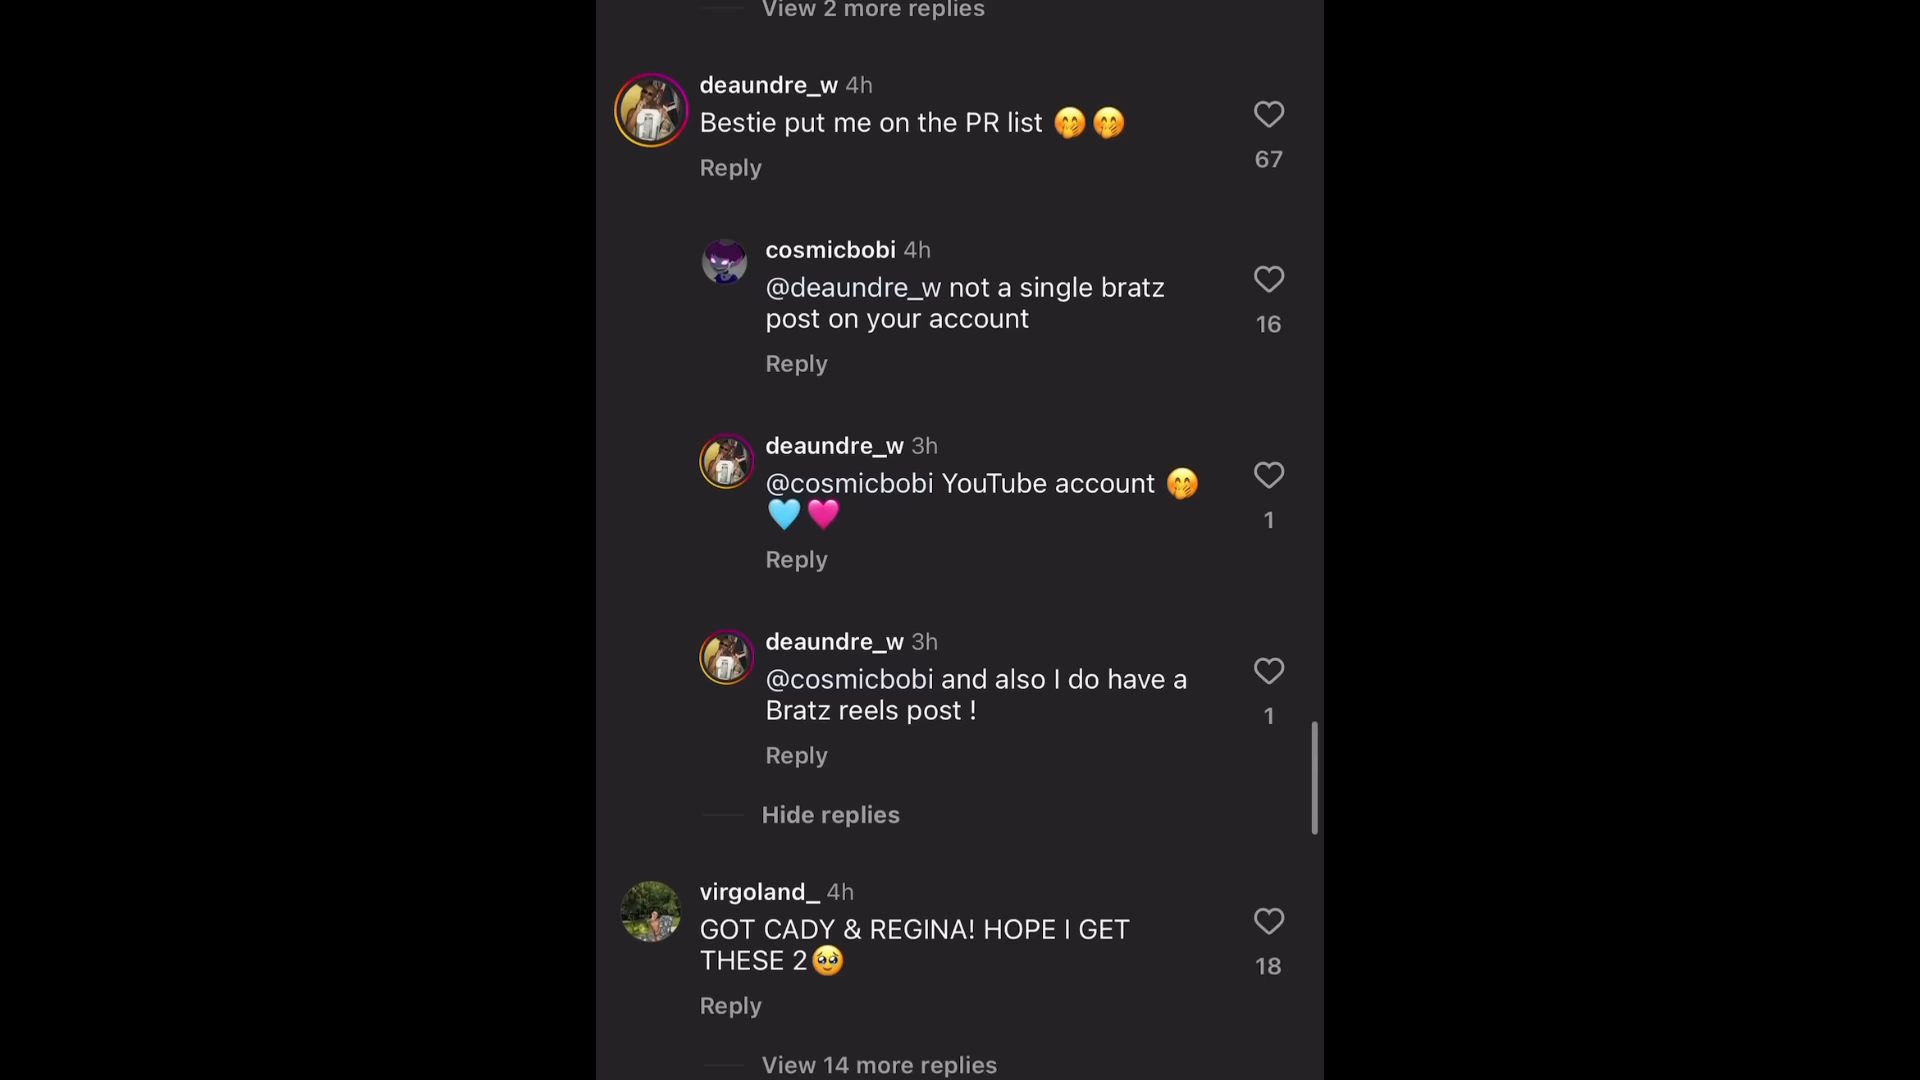 View 2 more replies
deaundre_w 4h
Bestie put me on the PR list 🤭🤭
67
Reply
cosmicbobi 4h
@deaundre_w not a single bratz
post on your account
16
Reply
deaundre_w 3h
@cosmicbobi YouTube account 🤭
🩵🩷
1
Reply
deaundre_w 3h
@cosmicbobi and also I do have a
Bratz reels post !
1
Reply
Hide replies
virgoland_ 4h
GOT CADY & REGINA! HOPE I GET
THESE 2🥹
18
Reply
View 14 more replies